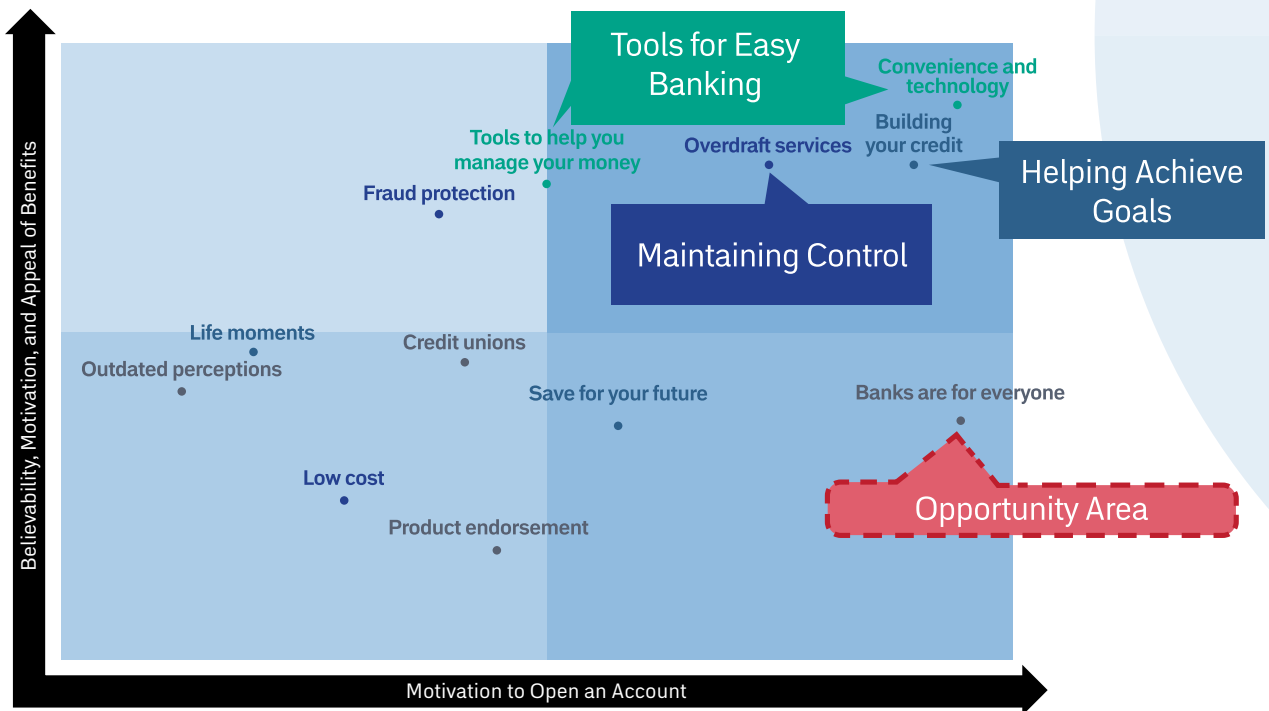 Tools for Easy
Banking
Convenience and
technology
Building
your credit
Tools to help you
manage your money
Overdraft services
Fraud protection
Helping Achieve
Goals
Maintaining Control
Believability, Motivation, and Appeal of Benefits
Life moments
Credit unions
Outdated perceptions
Save for your future
Banks are for everyone
Low cost
Opportunity Area
Product endorsement
Motivation to Open an Account